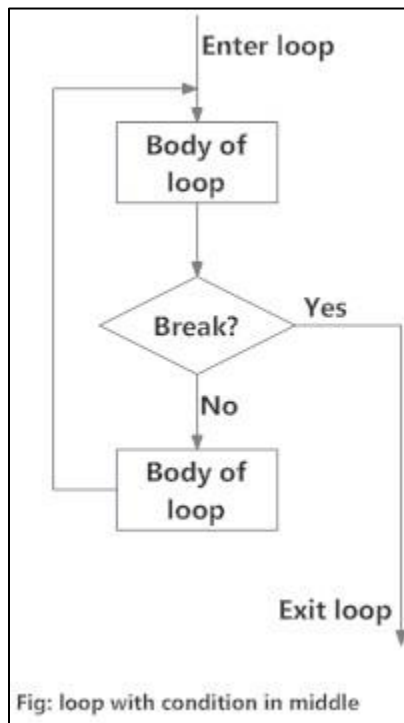 Enter loop
Body of
loop
Break?
Yes
No
Body of
loop
Exit loop
Fig: loop with condition in middle